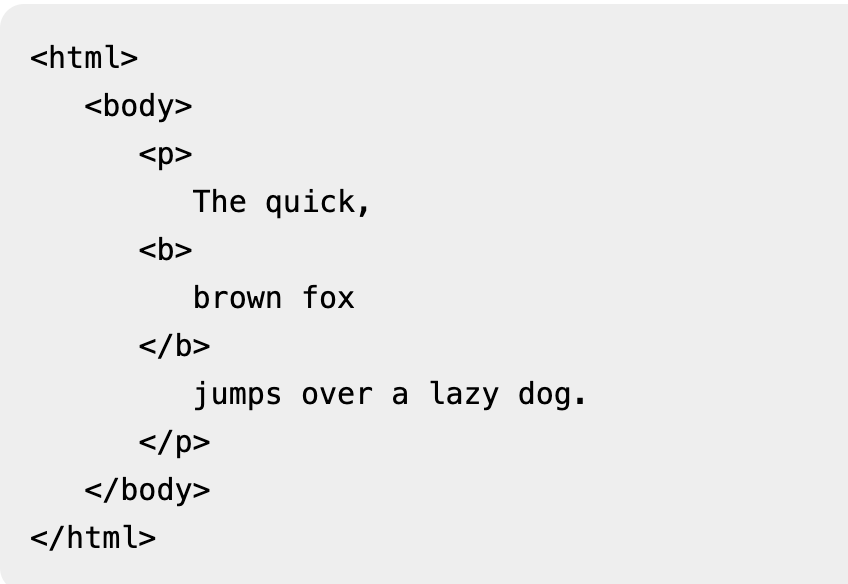 <html>
<body>
<p>
The quick,
<b>
brown fox
</b>
jumps over a lazy dog.
</p>
</body>
</html>